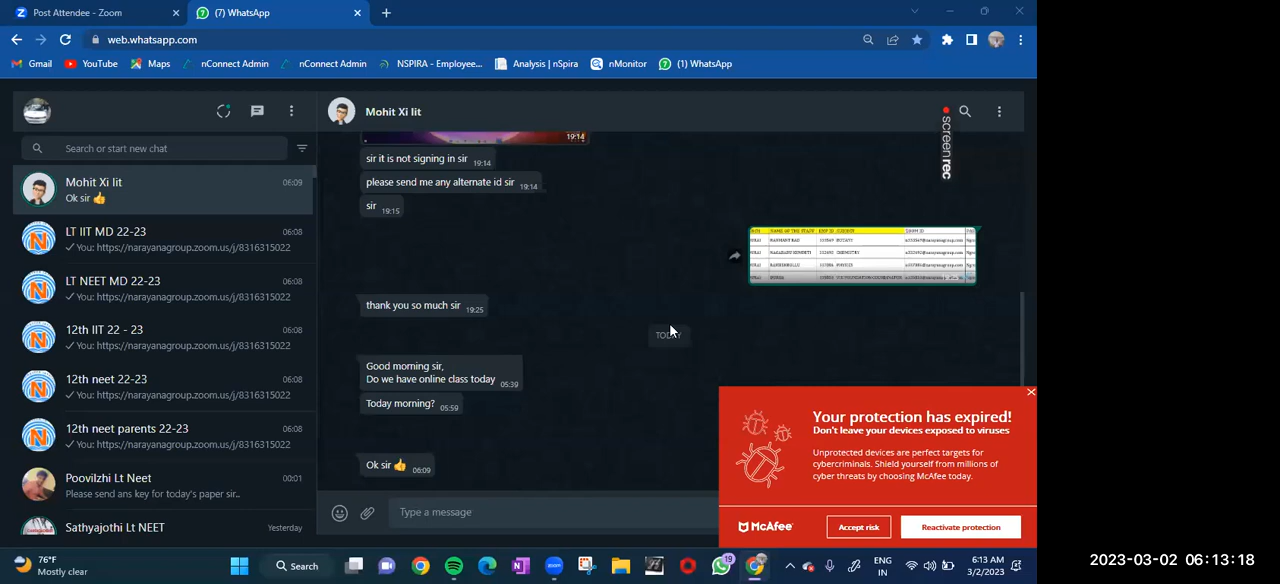 Post Attendee - Zoom
(7) WhatsApp
web.whatsapp.com
Gmail
YouTube
Maps
nConnect Admin
nConnect Admin
NSPIRA - Employee...
Analysis | nSpira
nMonitor
(1) WhatsApp
Mohit Xi lit
Search or start new chat
Mohit Xi lit 06:09
Ok sir 👍
LT IIT MD 22-23 06:08
You: https://narayanagroup.zoom.us/j/8316315022
LT NEET MD 22-23 06:08
You: https://narayanagroup.zoom.us/j/8316315022
12th IIT 22 - 23 06:08
You: https://narayanagroup.zoom.us/j/8316315022
12th neet 22-23 06:08
You: https://narayanagroup.zoom.us/j/8316315022
12th neet parents 22-23 06:08
You: https://narayanagroup.zoom.us/j/8316315022
Poovilzhi Lt Neet 00:01
Please send ans key for today's paper sir..
Sathyajothi Lt NEET Yesterday
19:14
sir it is not signing in sir 19:14
please send me any alternate id sir 19:14
sir 19:15
NAME OF THE STAFF
thank you so much sir 19:25
TODAY
Good morning sir,
Do we have online class today 05:39
Today morning? 05:59
Ok sir 👍 06:09
Type a message
screenrec
Your protection has expired!
Don't leave your devices exposed to viruses
Unprotected devices are perfect targets for
cybercriminals. Shield yourself from millions of
cyber threats by choosing McAfee today.
McAfee
Accept risk
Reactivate protection
76°F
Mostly clear
Search
zoom
19
ENG
IN
6:13 AM
3/2/2023
2023-03-02 06:13:18